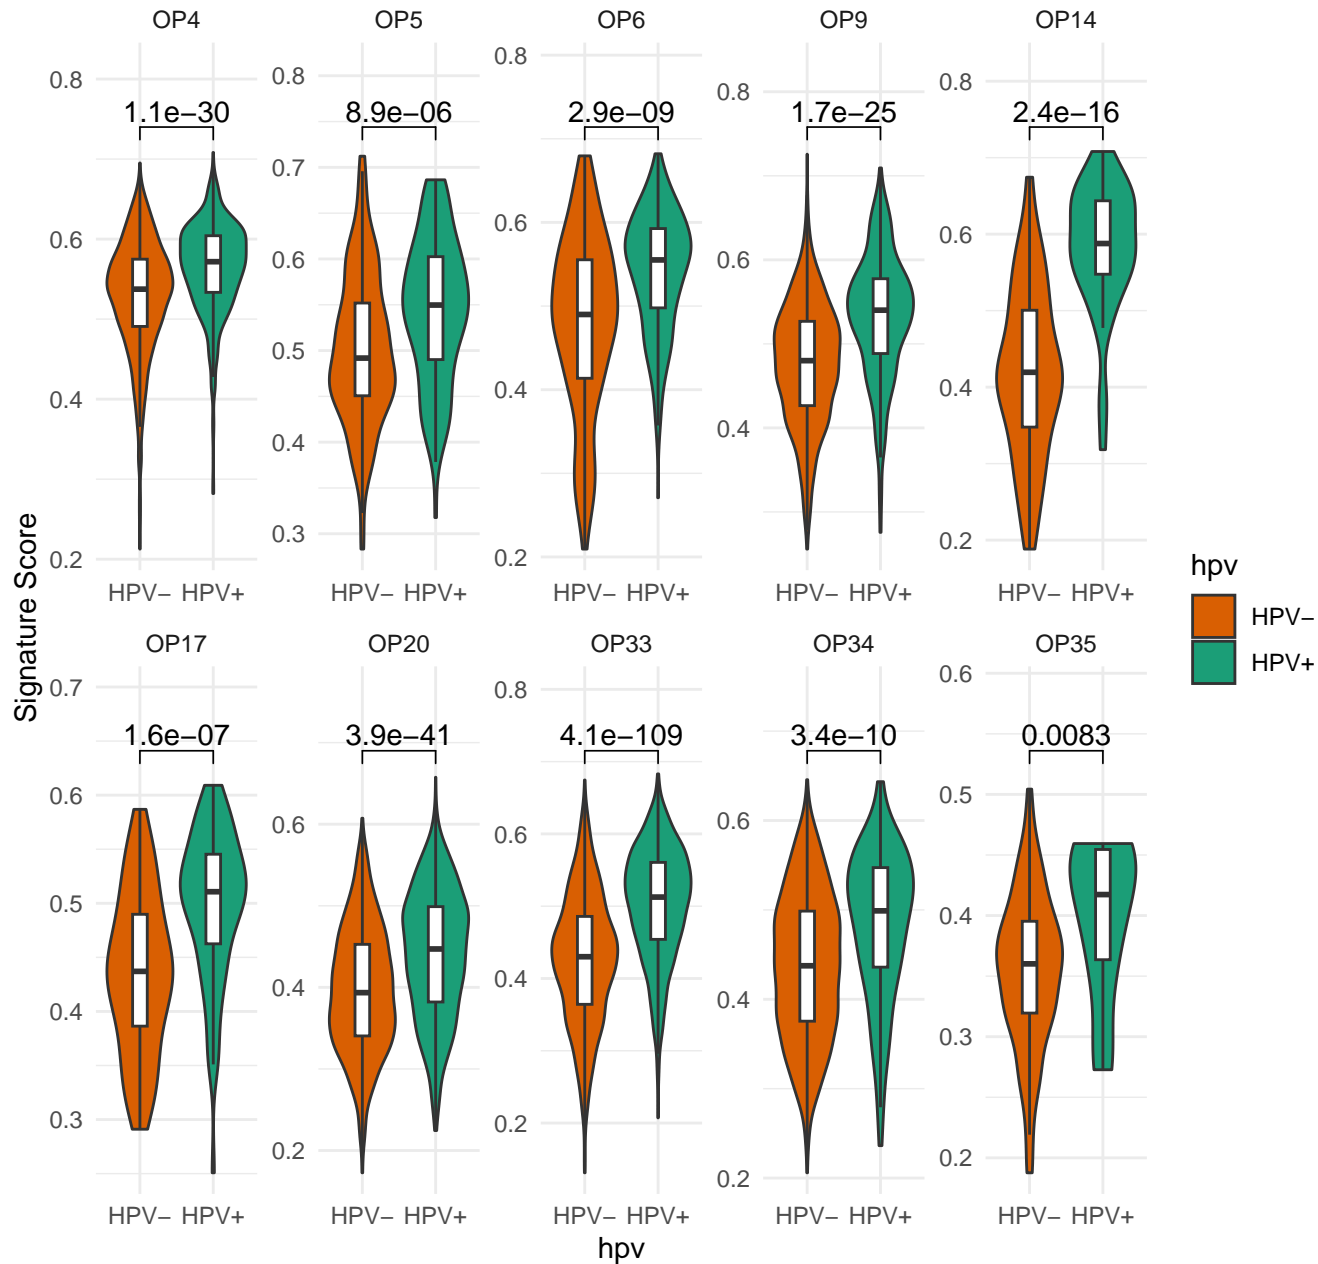 OP4 OP5 OP6 OP9 OP14
0.8 0.6 0.4 0.2
1.1e−30
HPV− HPV+
0.8 0.7 0.6 0.5 0.4 0.3
8.9e−06
HPV− HPV+
0.8 0.6 0.4 0.2
2.9e−09
HPV− HPV+
0.8 0.6 0.4
1.7e−25
HPV− HPV+
0.8 0.6 0.4 0.2
2.4e−16
HPV− HPV+
Signature Score
OP17 OP20 OP33 OP34 OP35
0.7 0.6 0.5 0.4 0.3
1.6e−07
HPV− HPV+
0.6 0.4 0.2
3.9e−41
HPV− HPV+
0.8 0.6 0.4 0.2
4.1e−109
HPV− HPV+
0.6 0.4 0.2
3.4e−10
HPV− HPV+
0.6 0.5 0.4 0.3 0.2
0.0083
HPV− HPV+
hpv
hpv
HPV−
HPV+